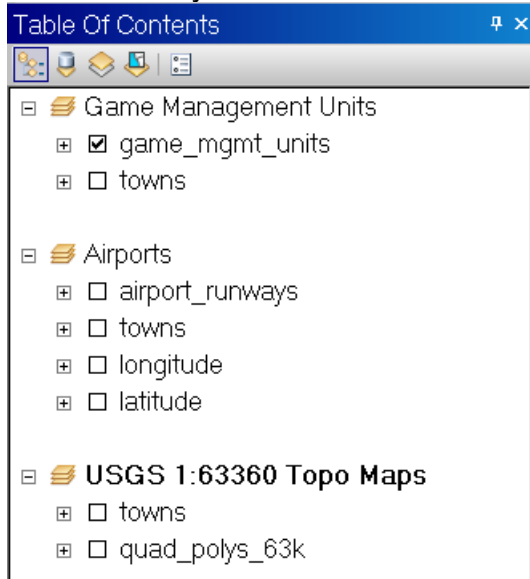 Table Of Contents
Game Management Units
game_mgmt_units
towns
Airports
airport_runways
towns
longitude
latitude
USGS 1:63360 Topo Maps
towns
quad_polys_63k